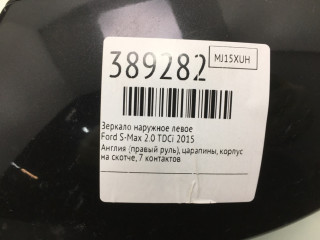 389282
MJ15XUH
Зеркало наружное левое
Ford S-Max 2.0 TDCi 2015
Англия (правый руль), царапины, корпус
на скотче, 7 контактов